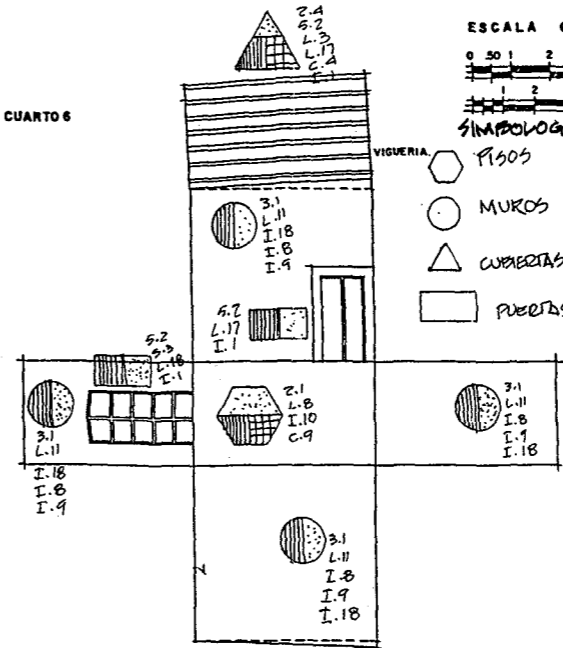 2.4
5.2
L.3
L.17
C.4
I.1
ESCALA
0 .50 1 2
1 2
CUARTO 6
SIMBOLOG
VIGUERIA.
PISOS
MUROS
CUBIERTAS
PUERTAS
3.1
L.11
I.18
I.8
I.9
5.2
L.17
I.1
5.2
5.3
L.18
I.1
3.1
L.11
I.18
I.8
I.9
2.1
L.8
I.10
C.9
3.1
L.11
I.8
I.9
I.18
3.1
L.11
I.8
I.9
I.18